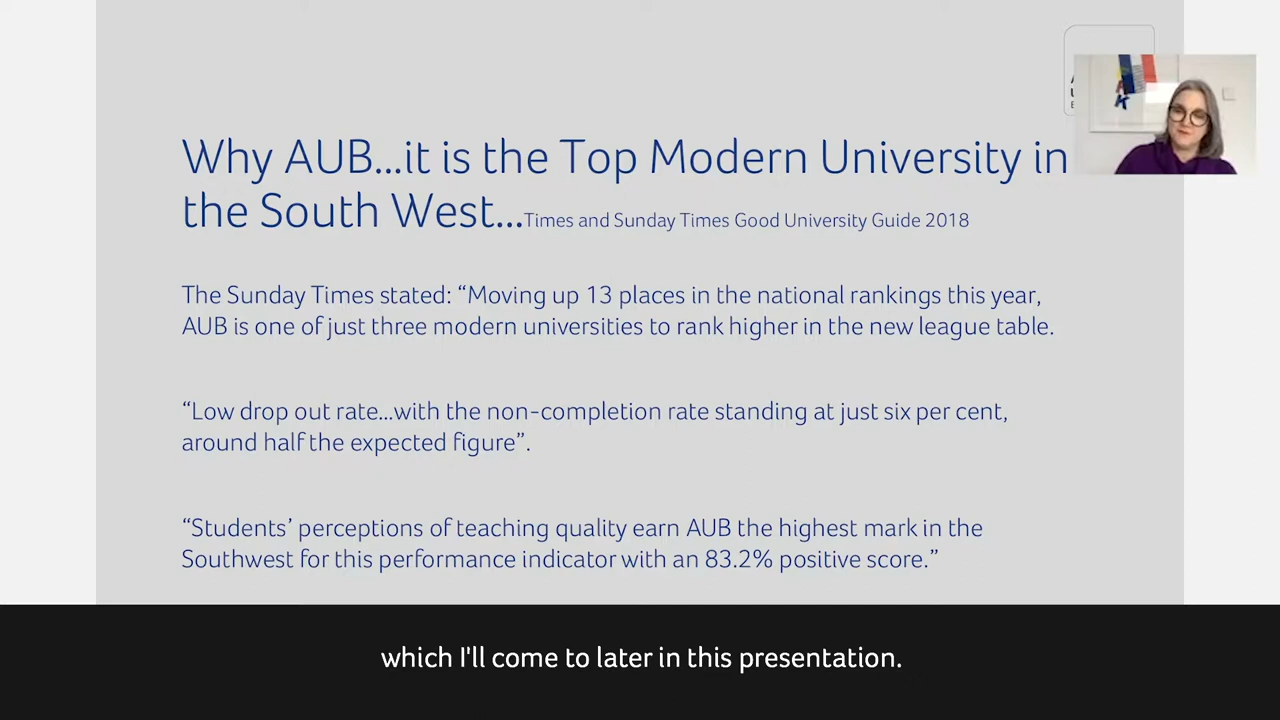 Why AUB...it is the Top Modern University in
the South West...Times and Sunday Times Good University Guide 2018
The Sunday Times stated: “Moving up 13 places in the national rankings this year,
AUB is one of just three modern universities to rank higher in the new league table.
“Low drop out rate...with the non-completion rate standing at just six per cent,
around half the expected figure”.
“Students’ perceptions of teaching quality earn AUB the highest mark in the
Southwest for this performance indicator with an 83.2% positive score.”
which I'll come to later in this presentation.